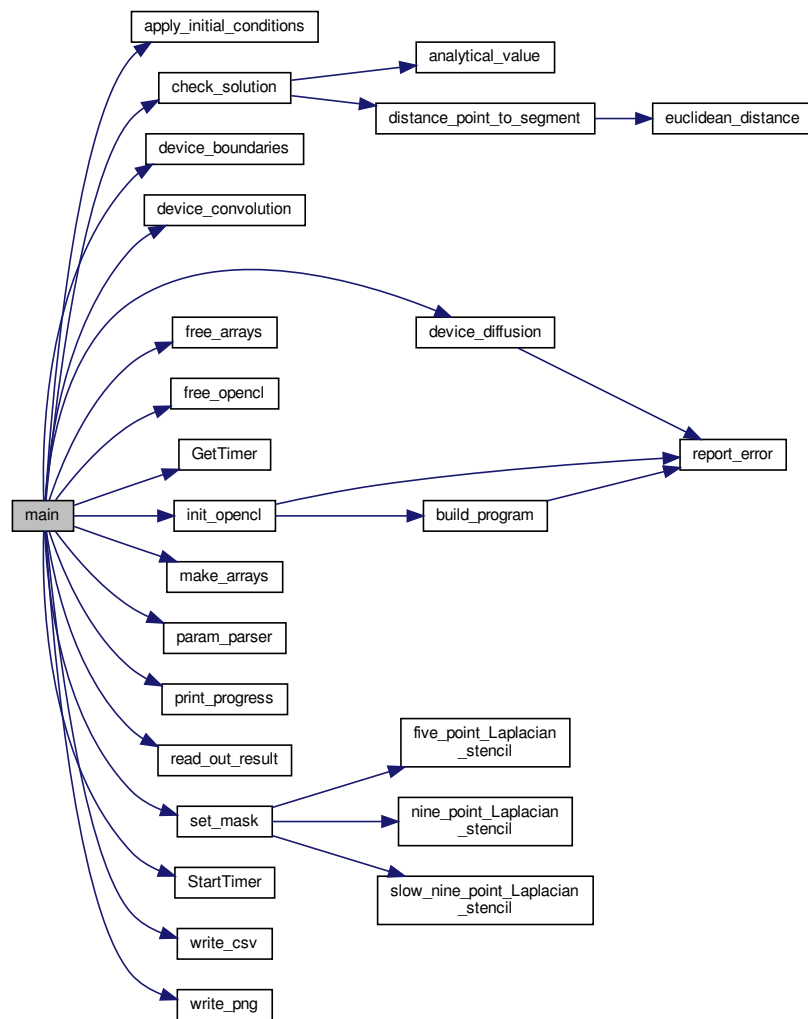 apply_initial_conditions
analytical_value
check_solution
distance_point_to_segment
euclidean_distance
device_boundaries
device_convolution
free_arrays
device_diffusion
free_opencl
GetTimer
report_error
main
init_opencl
build_program
make_arrays
param_parser
print_progress
five_point_Laplacian
_stencil
read_out_result
set_mask
nine_point_Laplacian
_stencil
StartTimer
slow_nine_point_Laplacian
_stencil
write_csv
write_png